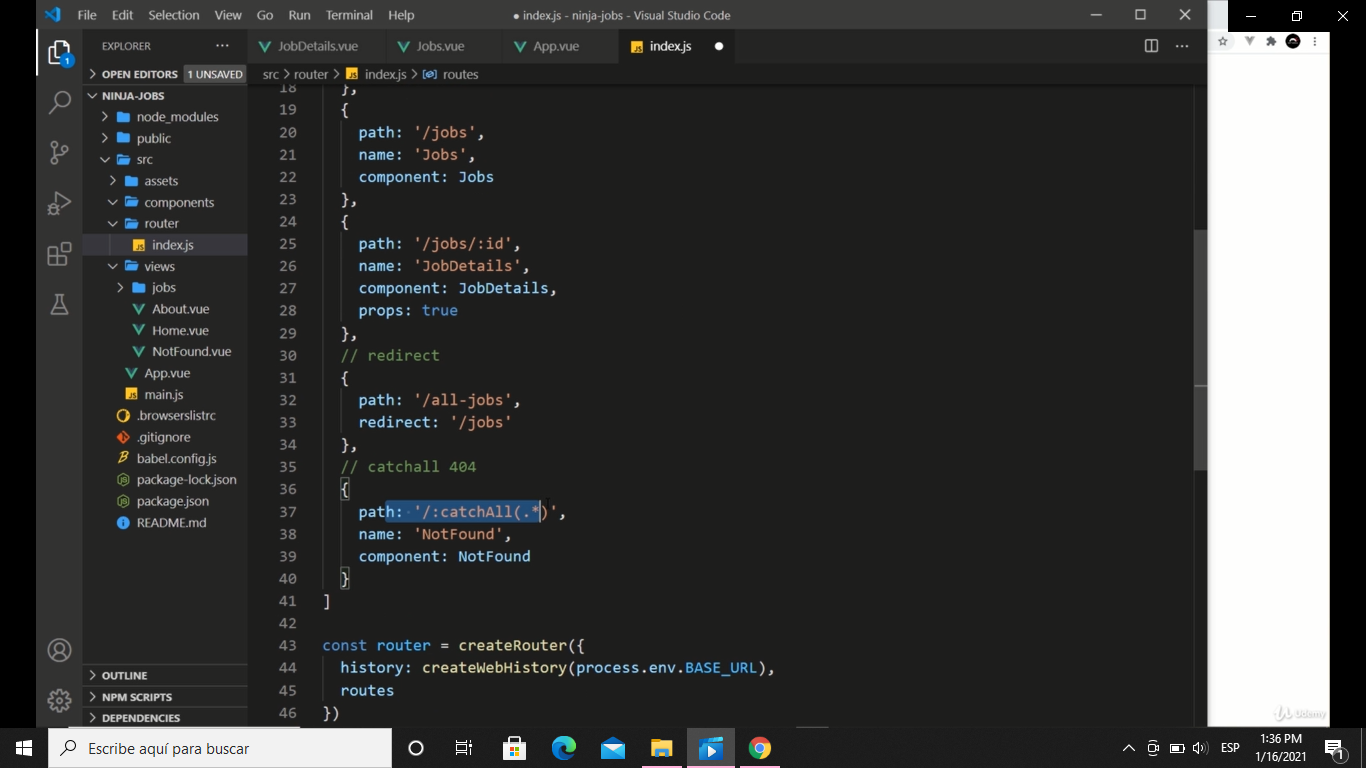 File Edit Selection View Go Run Terminal Help
● index.js - ninja-jobs - Visual Studio Code
EXPLORER
JobDetails.vue Jobs.vue App.vue JS index.js
OPEN EDITORS 1 UNSAVED
src > router > JS index.js > routes
NINJA-JOBS
node_modules
public
src
assets
components
router
JS index.js
views
jobs
About.vue
Home.vue
NotFound.vue
App.vue
JS main.js
.browserslistrc
.gitignore
babel.config.js
package-lock.json
package.json
README.md
OUTLINE
NPM SCRIPTS
DEPENDENCIES
18 },
19 {
20 path: '/jobs',
21 name: 'Jobs',
22 component: Jobs
23 },
24 {
25 path: '/jobs/:id',
26 name: 'JobDetails',
27 component: JobDetails,
28 props: true
29 },
30 // redirect
31 {
32 path: '/all-jobs',
33 redirect: '/jobs'
34 },
35 // catchall 404
36 {
37 path: '/:catchAll(.*)',
38 name: 'NotFound',
39 component: NotFound
40 }
41 ]
42
43 const router = createRouter({
44 history: createWebHistory(process.env.BASE_URL),
45 routes
46 })
Udemy
Escribe aquí para buscar
ESP
1:36 PM
1/16/2021
1
1